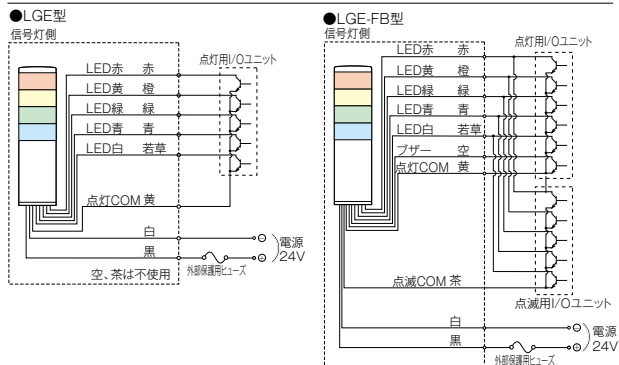 ●LGE型
信号灯側
点灯用I/Oユニット
LED赤 赤
LED黄 橙
LED緑 緑
LED青 青
LED白 若草
点灯COM 黄
白
黒
空、茶は不使用
外部保護用ヒューズ
⊖
⊕
電源
24V
●LGE-FB型
信号灯側
点灯用I/Oユニット
LED赤 赤
LED黄 橙
LED緑 緑
LED青 青
LED白 若草
ブザー 空
点灯COM 黄
点滅COM 茶
点滅用I/Oユニット
白
黒
外部保護用ヒューズ
⊖
⊕
電源
24V